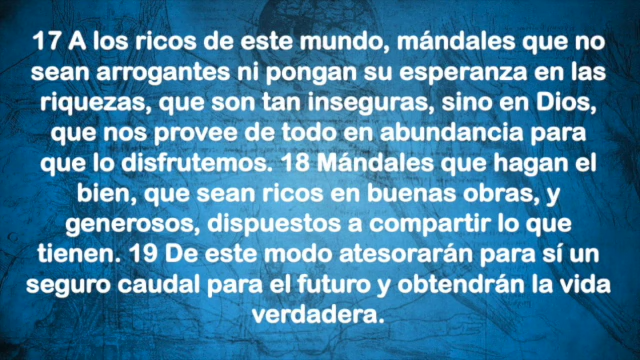 17 A los ricos de este mundo, mándales que no
sean arrogantes ni pongan su esperanza en las
riquezas, que son tan inseguras, sino en Dios,
que nos provee de todo en abundancia para
que lo disfrutemos. 18 Mándales que hagan el
bien, que sean ricos en buenas obras, y
generosos, dispuestos a compartir lo que
tienen. 19 De este modo atesorarán para sí un
seguro caudal para el futuro y obtendrán la vida
verdadera.